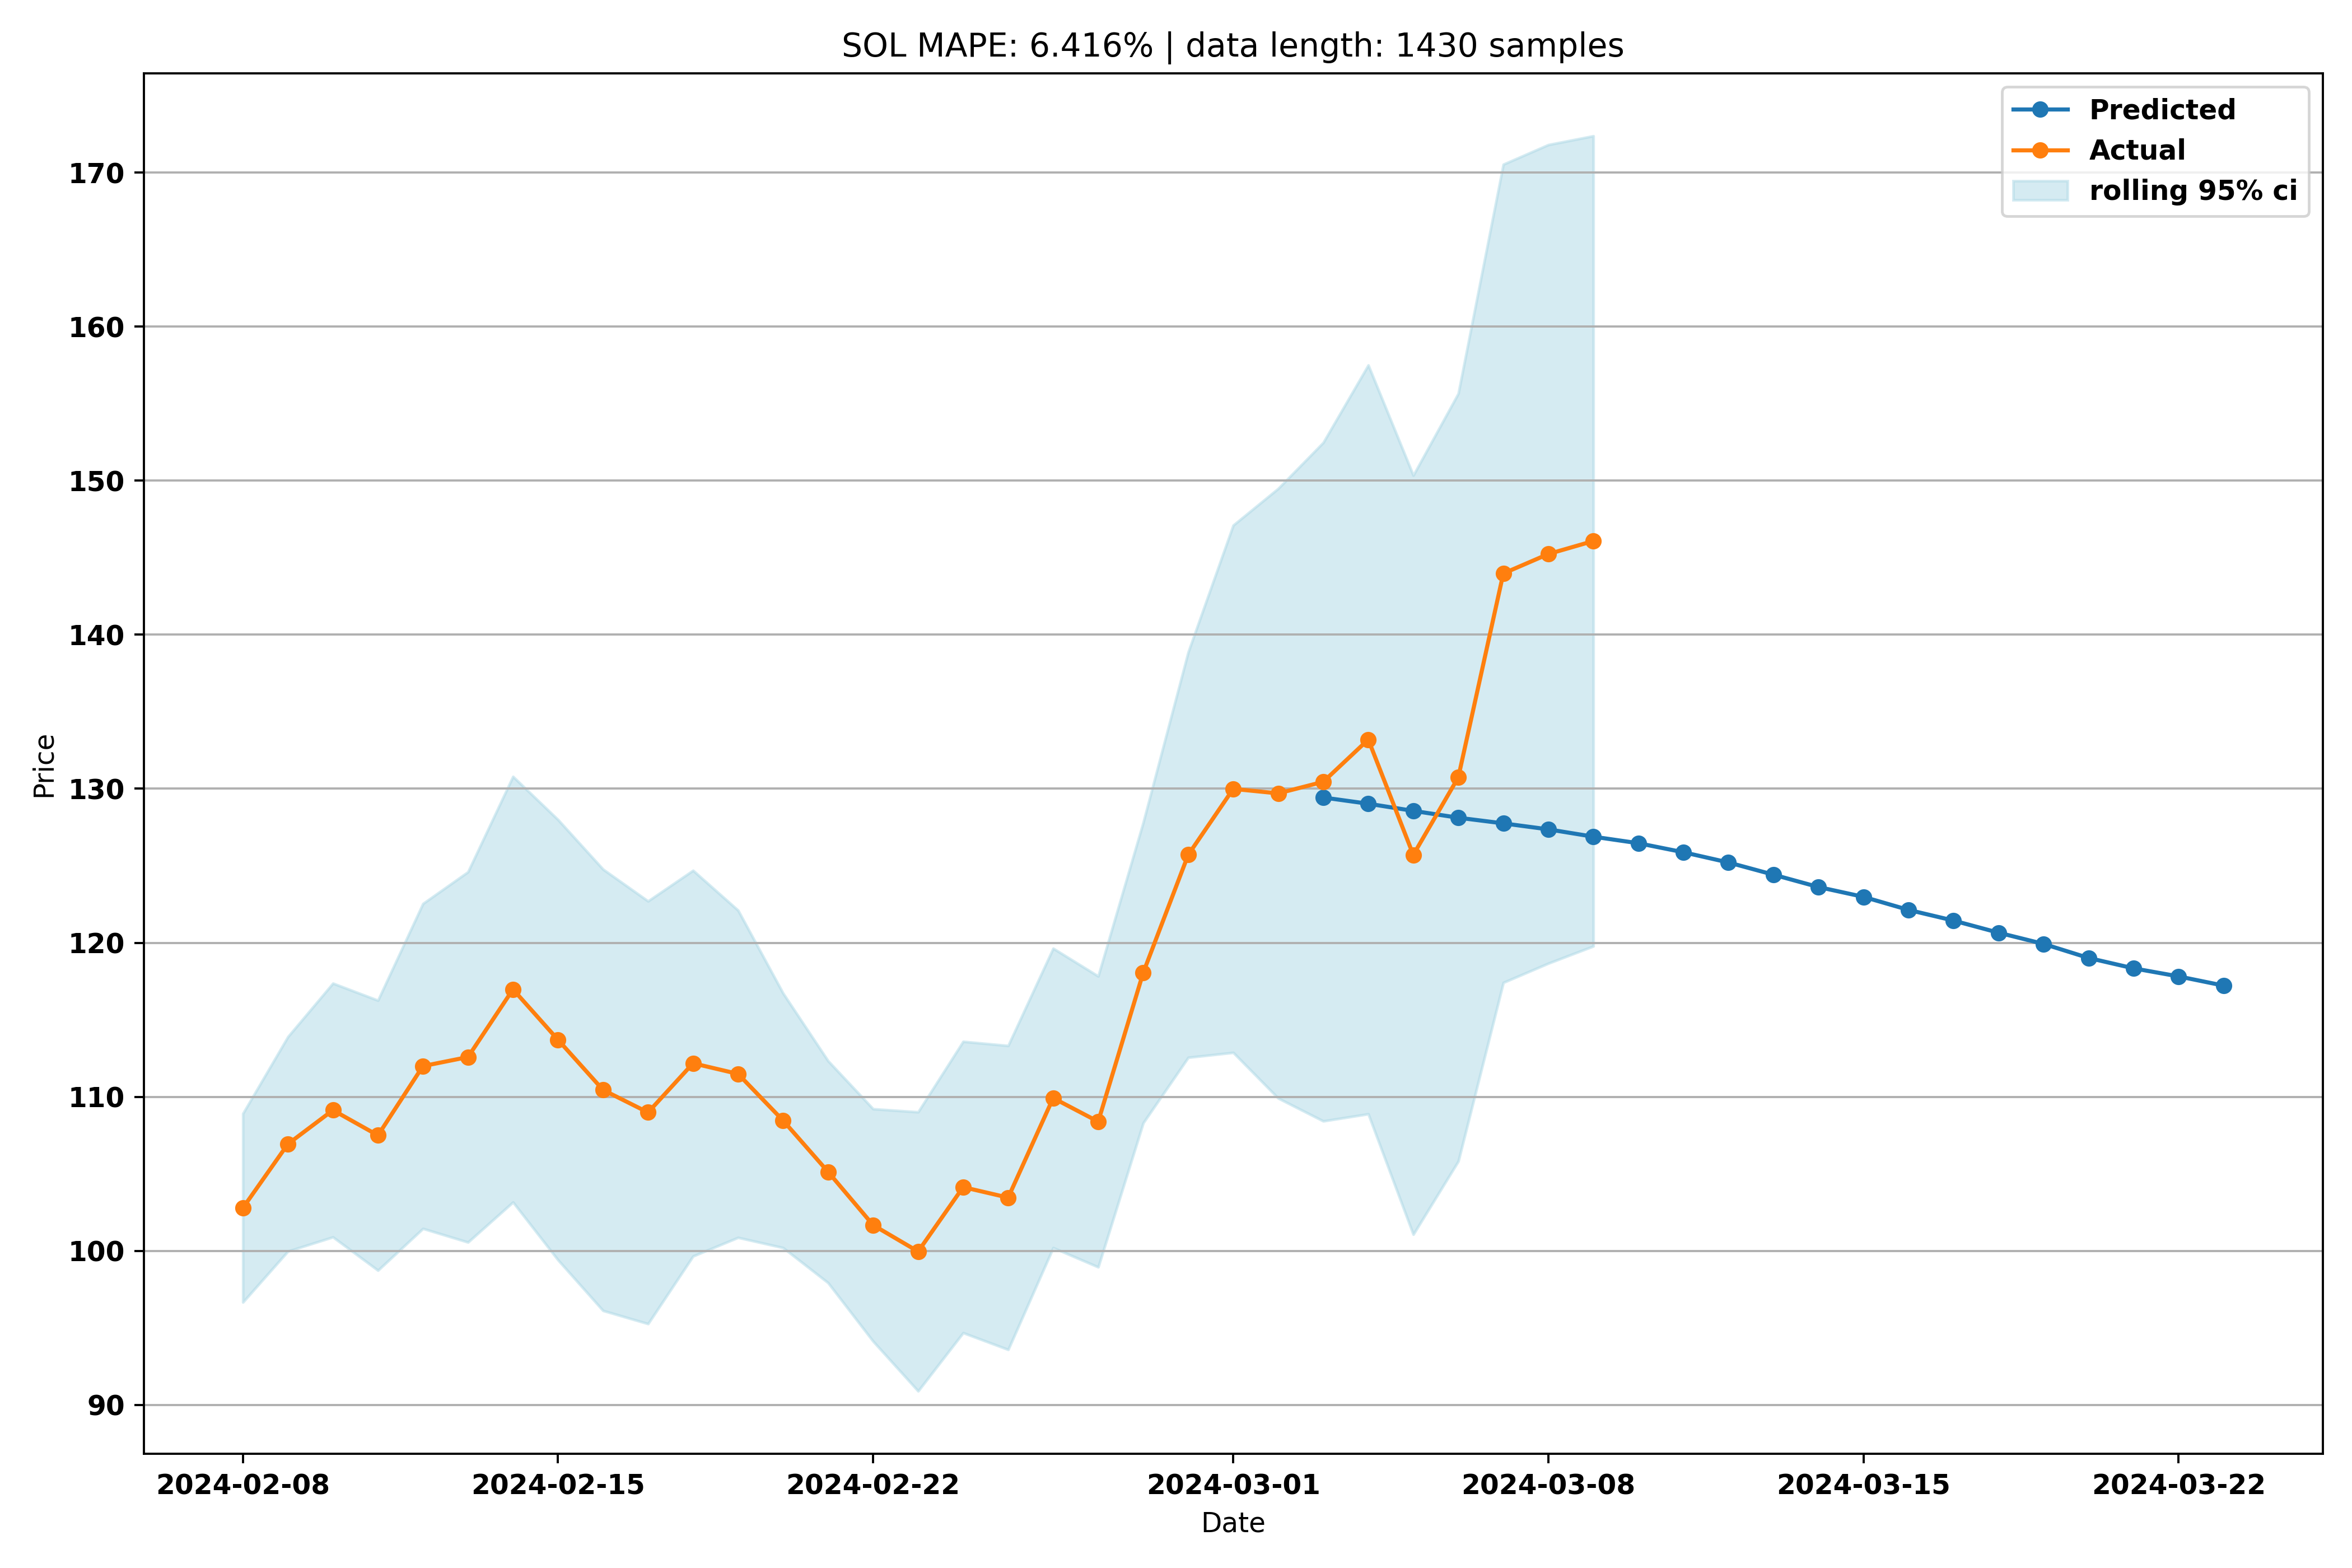 SOL MAPE: 6.416% | data length: 1430 samples
Predicted
Actual
rolling 95% ci
170
160
150
140
130
120
110
100
90
Price
2024-02-08
2024-02-15
2024-02-22
2024-03-01
2024-03-08
2024-03-15
2024-03-22
Date